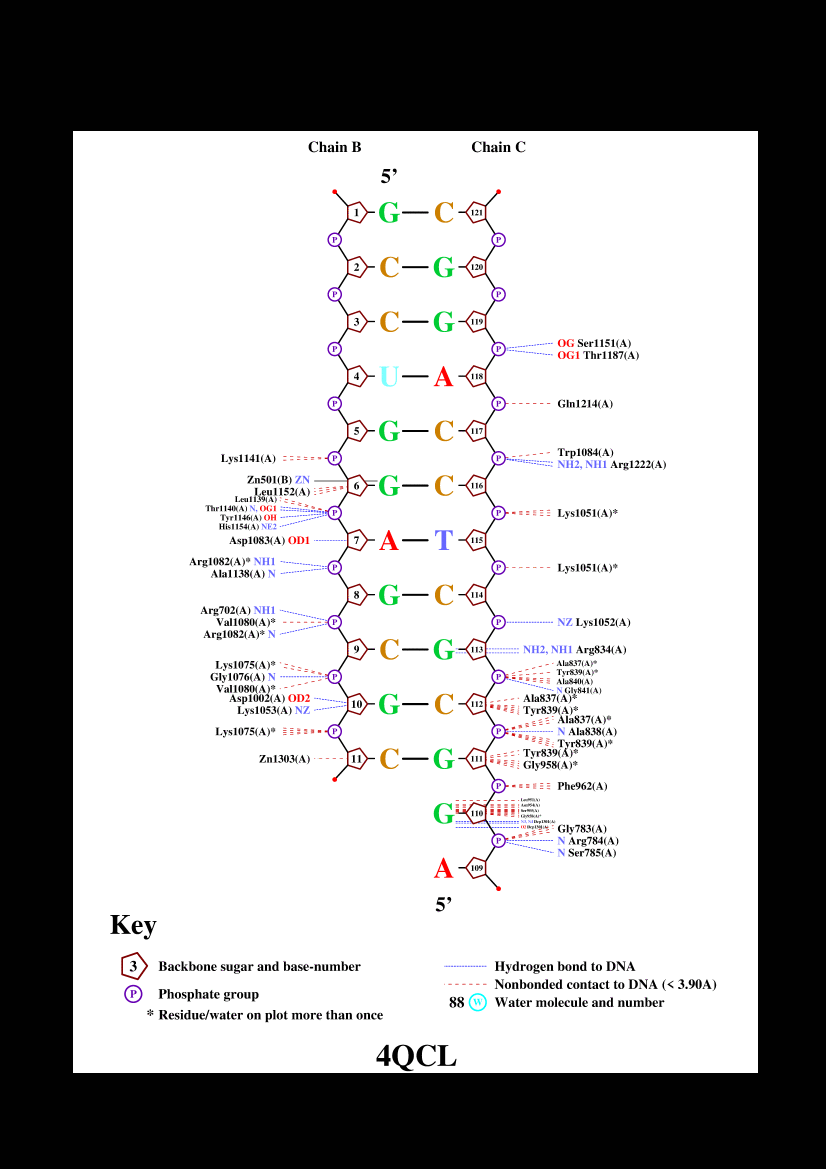 Chain B Chain C
5’
1 G C 121
P P
2 C G 120
P P
3 C G 119
OG Ser1151(A)
P P
OG1 Thr1187(A)
4 U A 118
P P Gln1214(A)
5 G C 117
Trp1084(A)
Lys1141(A) P P
NH2, NH1 Arg1222(A)
Zn501(B) ZN
6 G C 116
Leu1152(A)
Leu1139(A)
Thr1140(A) N, OG1
P P Lys1051(A)*
Tyr1146(A) OH
His1154(A) NE2
Asp1083(A) OD1 7 A T 115
Arg1082(A)* NH1
P P Lys1051(A)*
Ala1138(A) N
8 G C 114
Arg702(A) NH1
Val1080(A)* P P NZ Lys1052(A)
Arg1082(A)* N
9 C G 113 NH2, NH1 Arg834(A)
Lys1075(A)* Ala837(A)*
Tyr839(A)*
Gly1076(A) N P P
Ala840(A)
Val1080(A)* N Gly841(A)
Asp1002(A) OD2 Ala837(A)*
10 G C 112
Lys1053(A) NZ Tyr839(A)*
Ala837(A)*
Lys1075(A)* P P N Ala838(A)
Tyr839(A)*
Tyr839(A)*
Zn1303(A) 11 C G 111
Gly958(A)*
P Phe962(A)
G 110
Gly783(A)
P N Arg784(A)
N Ser785(A)
A 109
5’
Key
3 Backbone sugar and base-number
P Phosphate group
* Residue/water on plot more than once
Hydrogen bond to DNA
Nonbonded contact to DNA (< 3.90A)
88 W Water molecule and number
4QCL